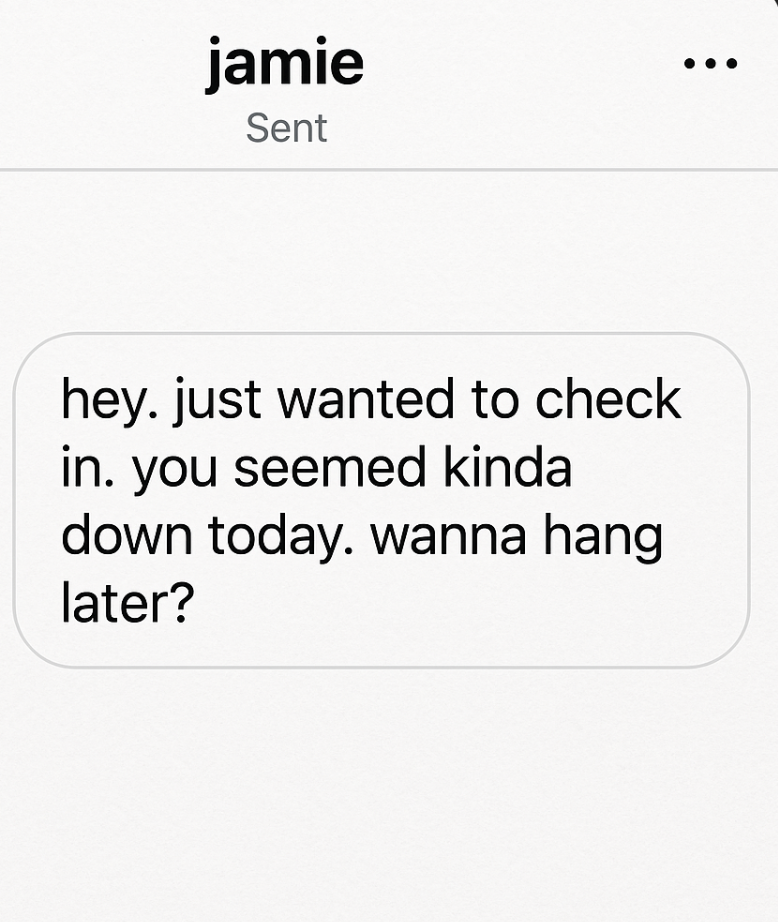 jamie
Sent
hey. just wanted to check
in. you seemed kinda
down today. wanna hang
later?